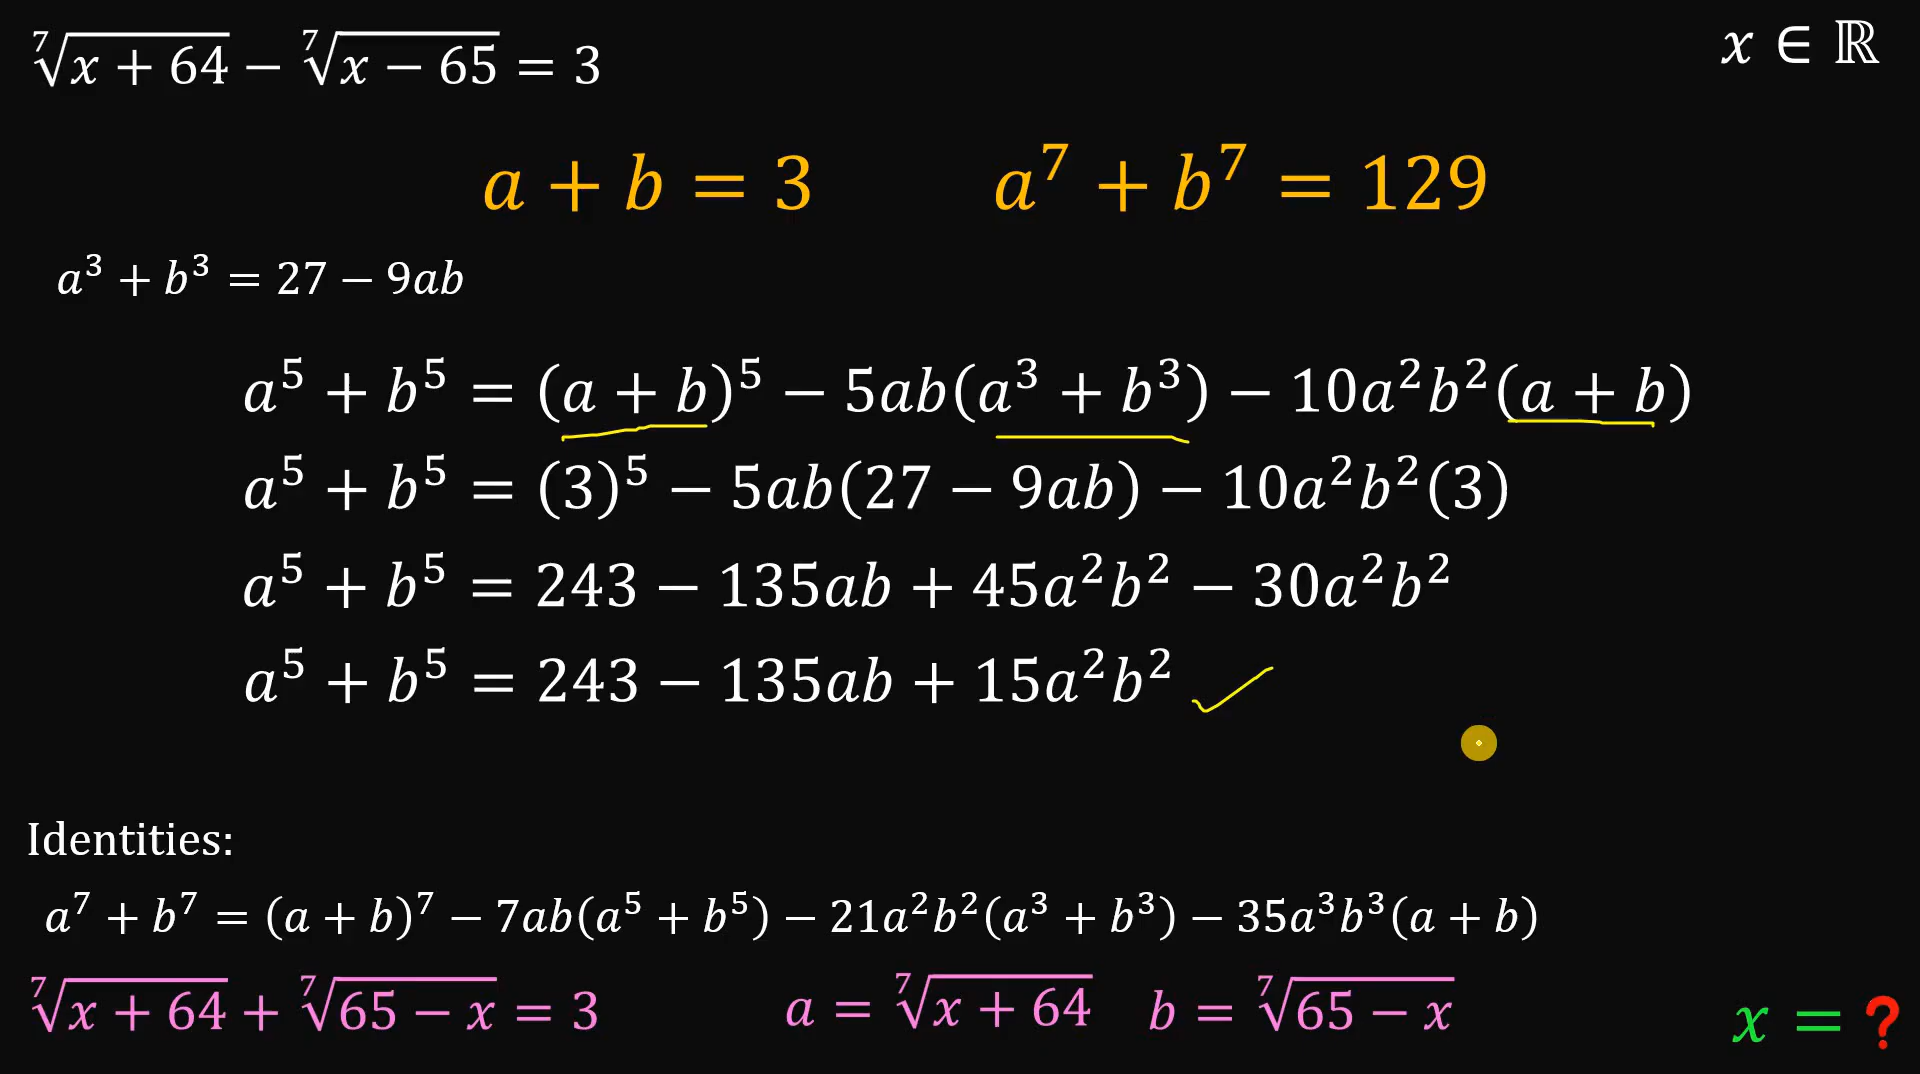 ⁷√(x + 64) − ⁷√(x − 65) = 3
x ∈ ℝ
a + b = 3
a⁷ + b⁷ = 129
a³ + b³ = 27 − 9ab
a⁵ + b⁵ = (a + b)⁵ − 5ab(a³ + b³) − 10a²b²(a + b)
a⁵ + b⁵ = (3)⁵ − 5ab(27 − 9ab) − 10a²b²(3)
a⁵ + b⁵ = 243 − 135ab + 45a²b² − 30a²b²
a⁵ + b⁵ = 243 − 135ab + 15a²b²
Identities:
a⁷ + b⁷ = (a + b)⁷ − 7ab(a⁵ + b⁵) − 21a²b²(a³ + b³) − 35a³b³(a + b)
⁷√(x + 64) + ⁷√(65 − x) = 3
a = ⁷√(x + 64)
b = ⁷√(65 − x)
x = ?